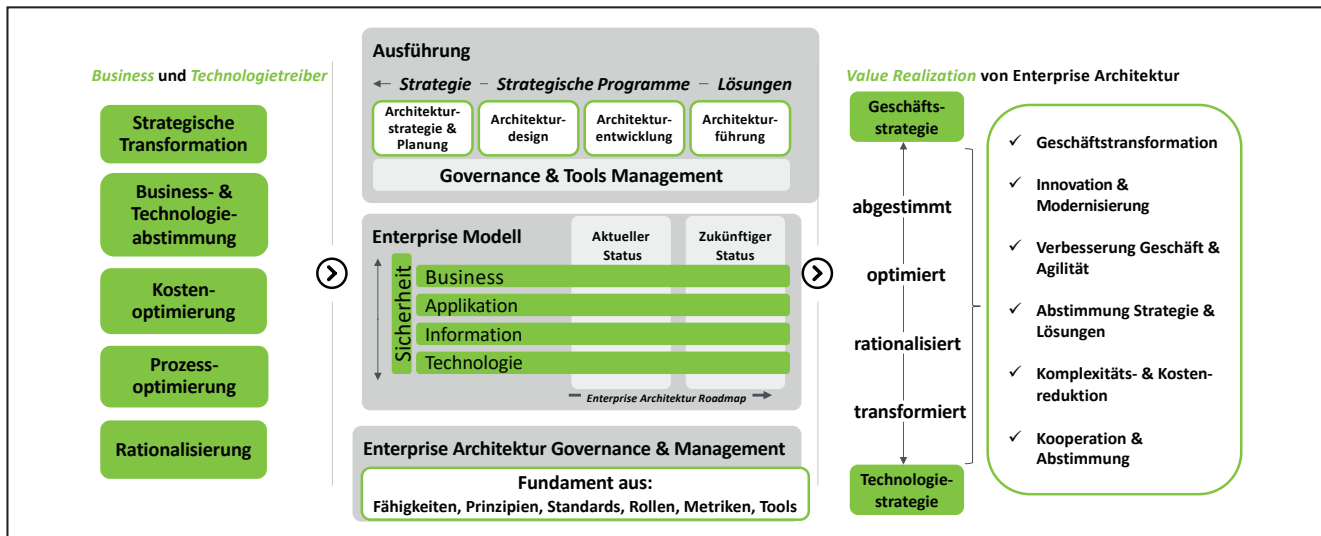 Business und Technologietreiber
Strategische
Transformation
Business- &
Technologie-
abstimmung
Kosten-
optimierung
Prozess-
optimierung
Rationalisierung
Ausführung
Strategie – Strategische Programme – Lösungen
Architektur-
strategie &
Planung
Architektur-
design
Architektur-
entwicklung
Architektur-
führung
Governance & Tools Management
Enterprise Modell
Aktueller
Status
Zukünftiger
Status
Sicherheit
Business
Applikation
Information
Technologie
Enterprise Architektur Roadmap
Enterprise Architektur Governance & Management
Fundament aus:
Fähigkeiten, Prinzipien, Standards, Rollen, Metriken, Tools
Value Realization von Enterprise Architektur
Geschäfts-
strategie
abgestimmt
optimiert
rationalisiert
transformiert
Technologie-
strategie
✓ Geschäftstransformation
✓ Innovation &
Modernisierung
✓ Verbesserung Geschäft &
Agilität
✓ Abstimmung Strategie &
Lösungen
✓ Komplexitäts- & Kosten-
reduktion
✓ Kooperation &
Abstimmung